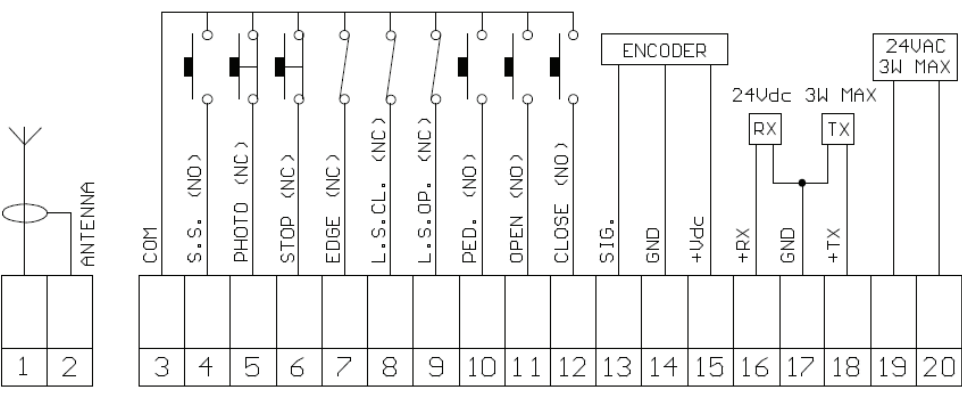 ENCODER
24VAC
3W MAX
24Vdc 3W MAX
RX
TX
ANTENNA
COM
S.S. (NO)
PHOTO (NC)
STOP (NC)
EDGE (NC)
L.S.CL. (NC)
L.S.OP. (NC)
PED. (NO)
OPEN (NO)
CLOSE (NO)
SIG.
GND
+Vdc
+RX
GND
+TX
1 2 3 4 5 6 7 8 9 10 11 12 13 14 15 16 17 18 19 20